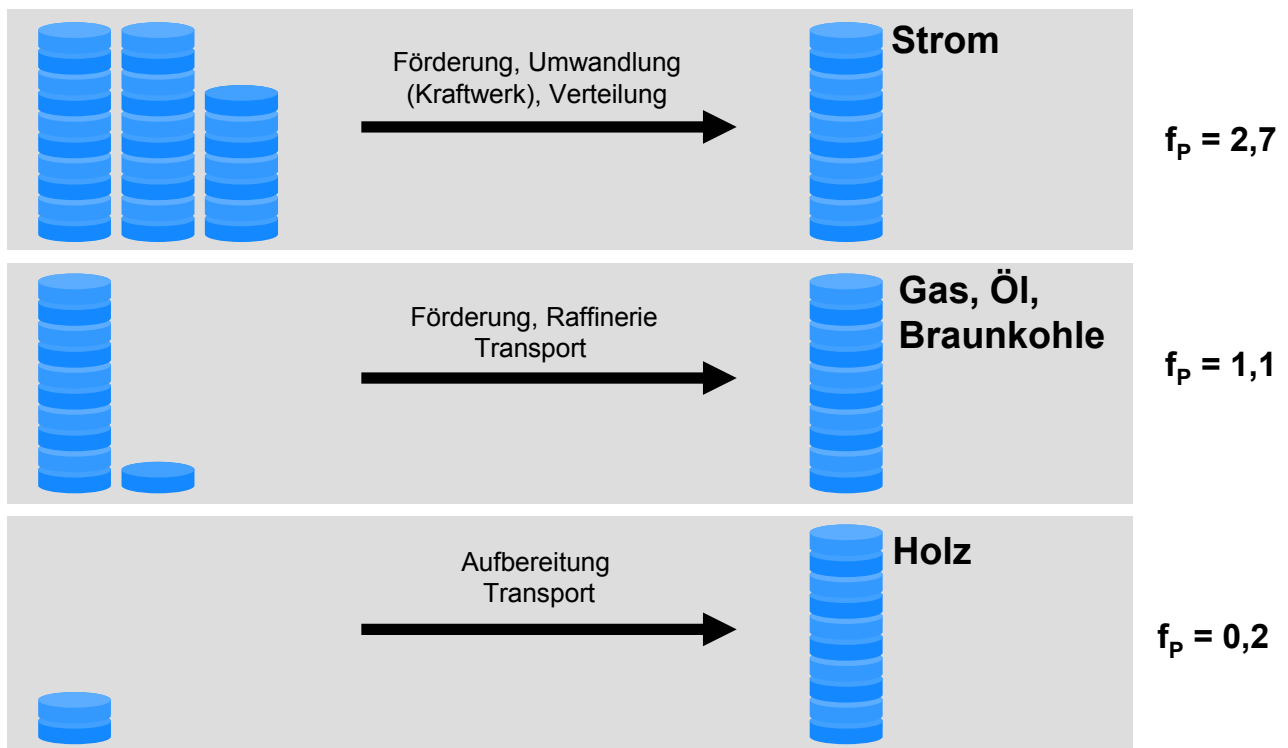 Förderung, Umwandlung
(Kraftwerk), Verteilung
Strom
f_P = 2,7
Förderung, Raffinerie
Transport
Gas, Öl,
Braunkohle
f_P = 1,1
Aufbereitung
Transport
Holz
f_P = 0,2